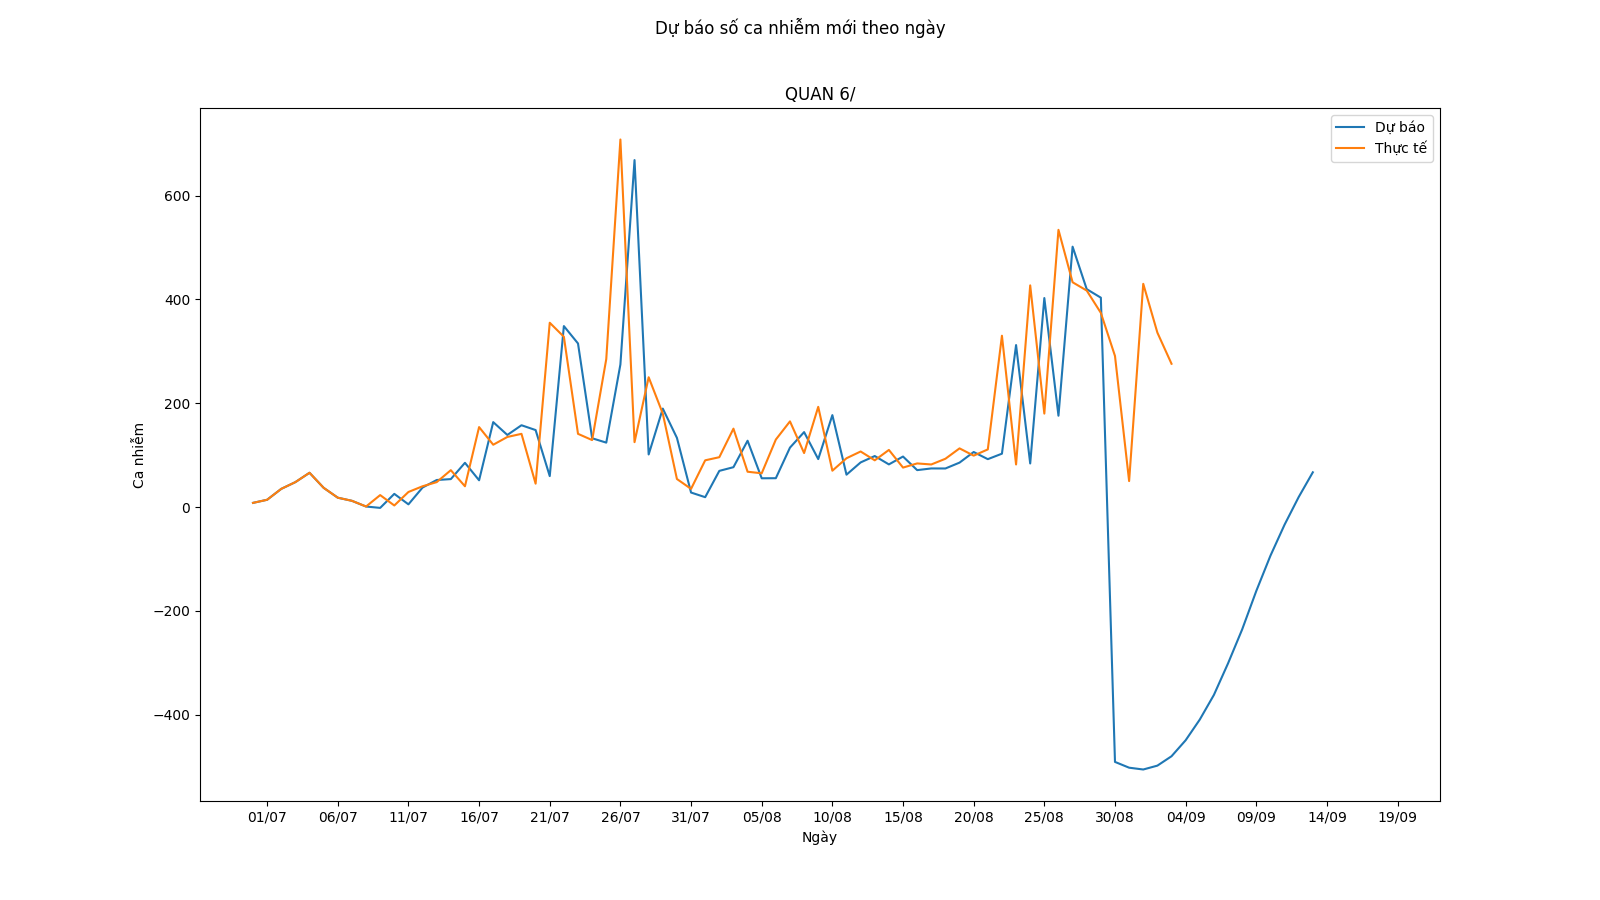 Dự báo số ca nhiễm mới theo ngày
QUAN 6/
Dự báo
Thực tế
Ca nhiễm
600
400
200
0
−200
−400
01/07 06/07 11/07 16/07 21/07 26/07 31/07 05/08 10/08 15/08 20/08 25/08 30/08 04/09 09/09 14/09 19/09
Ngày